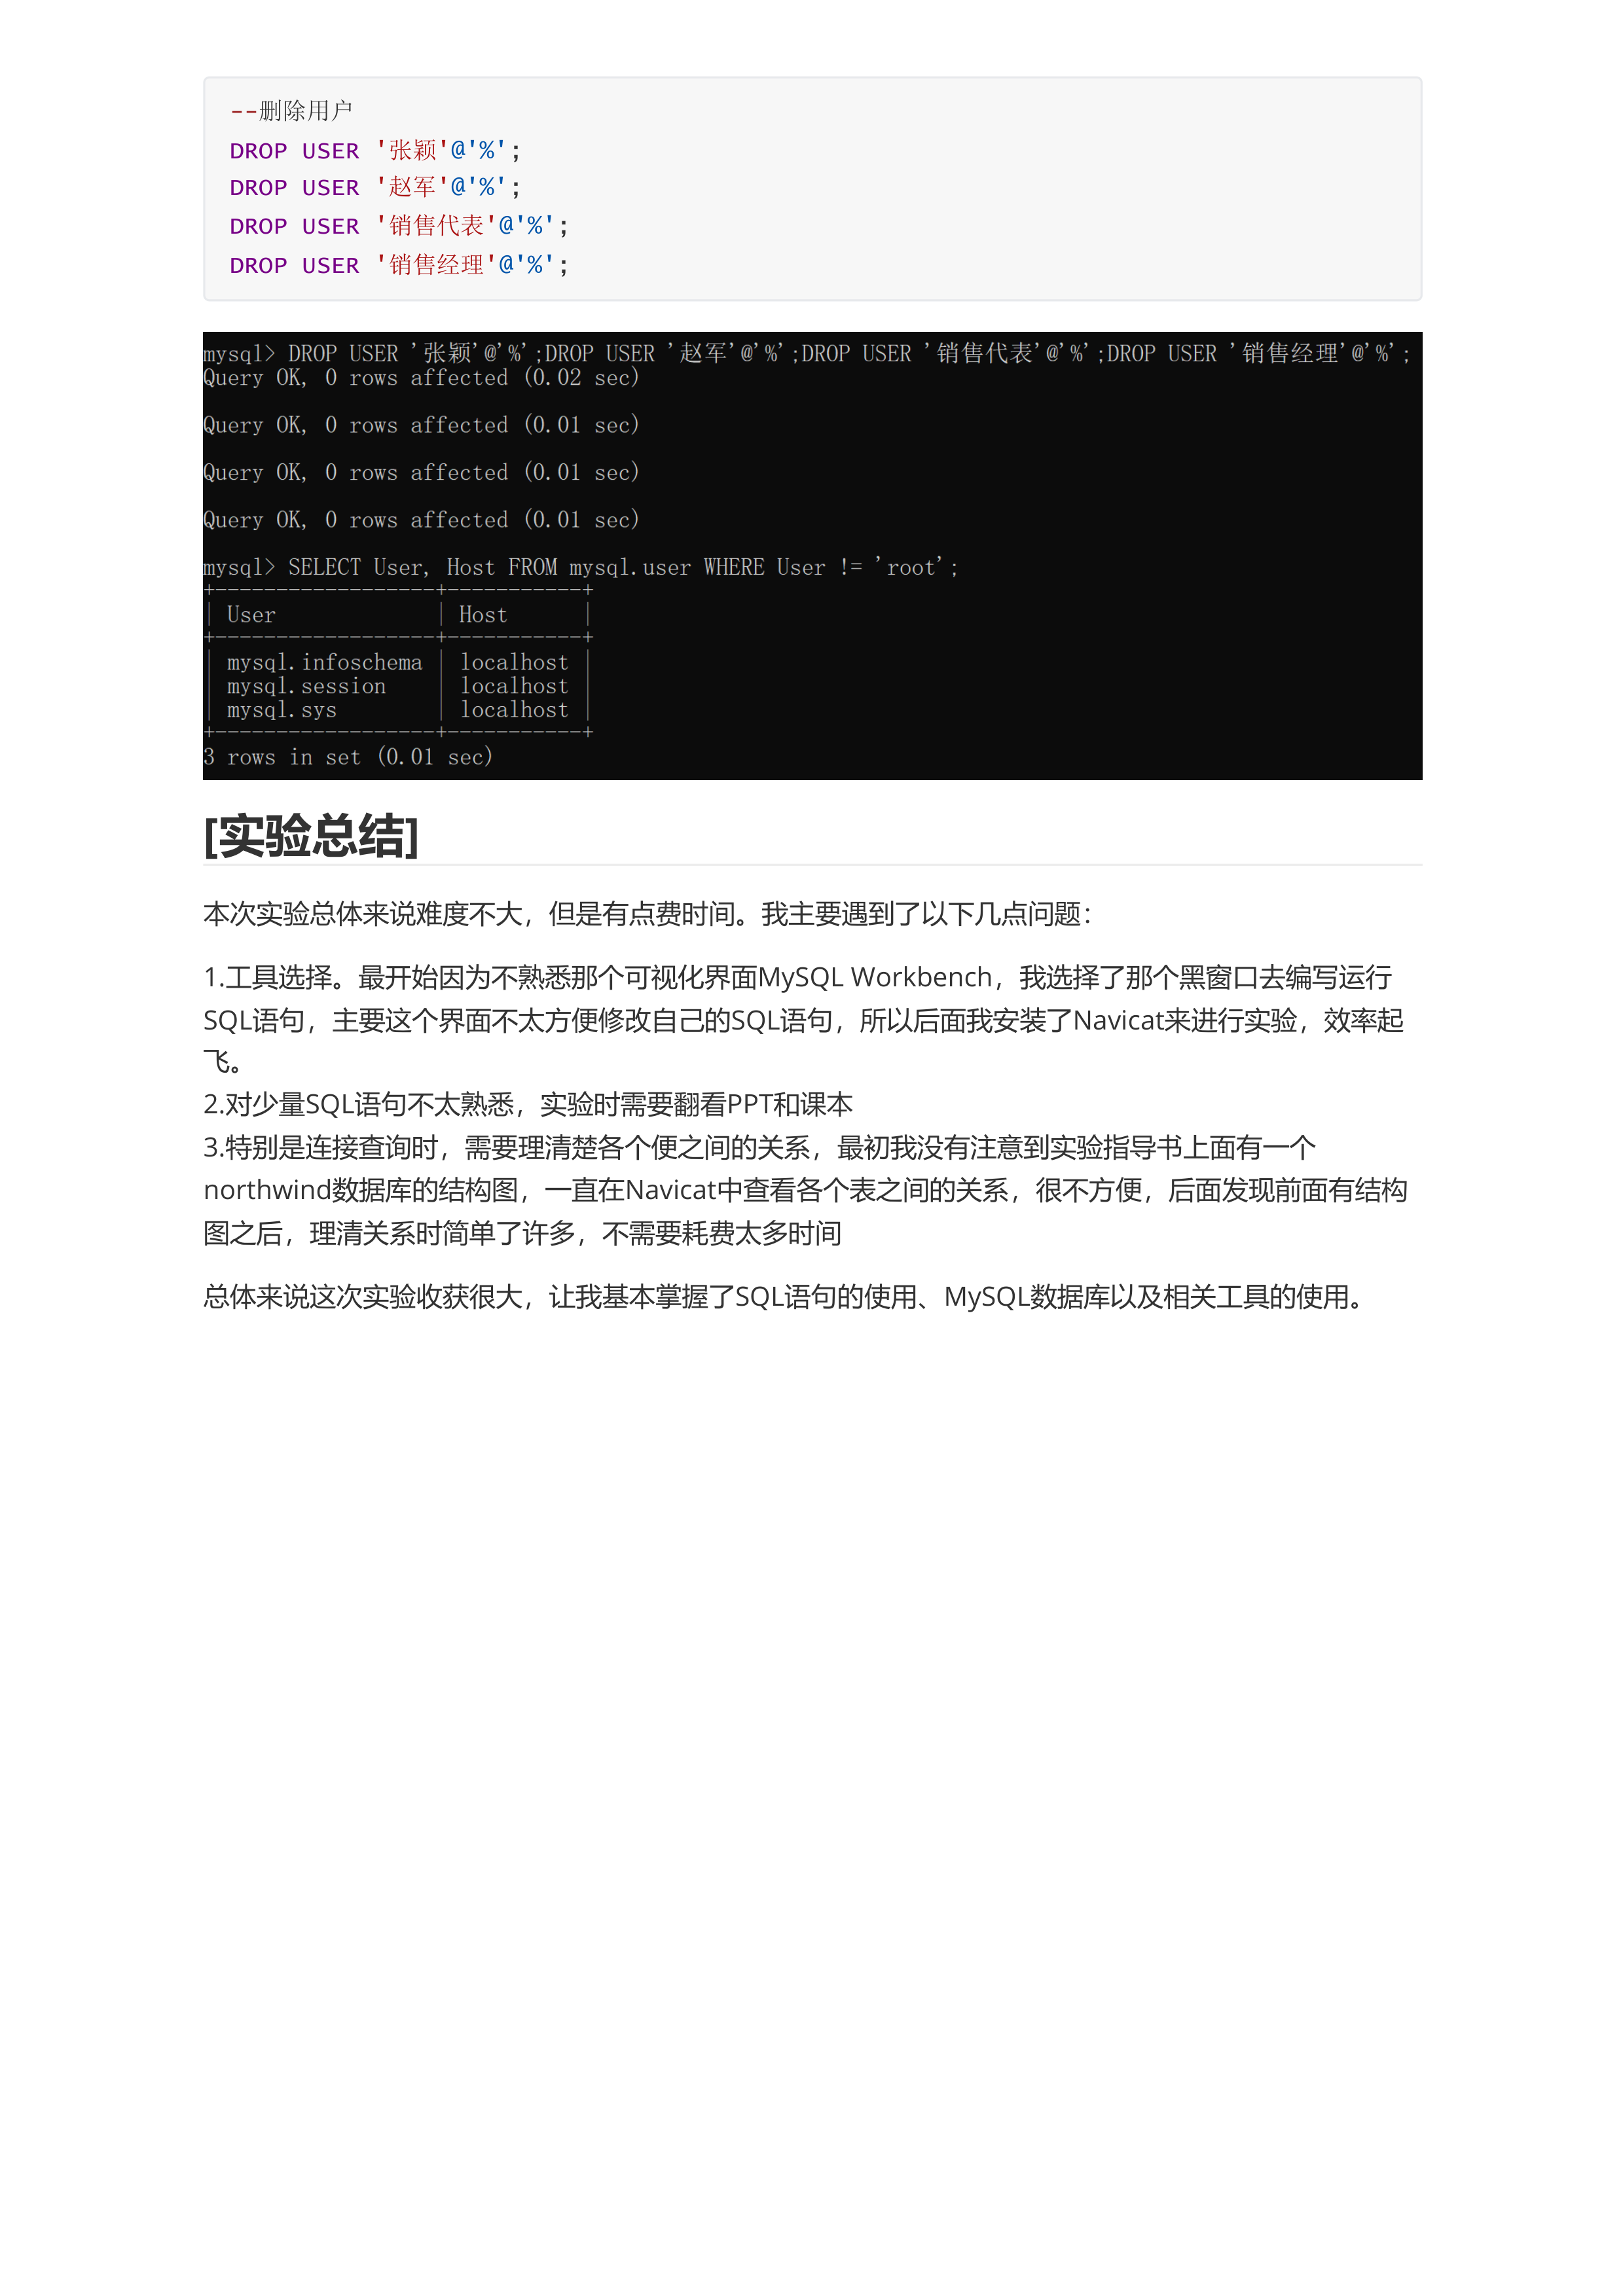 --删除用户
DROP USER '张颖'@'%';
DROP USER '赵军'@'%';
DROP USER '销售代表'@'%';
DROP USER '销售经理'@'%';
mysql> DROP USER '张颖'@'%';DROP USER '赵军'@'%';DROP USER '销售代表'@'%';DROP USER '销售经理'@'%';
Query OK, 0 rows affected (0.02 sec)
Query OK, 0 rows affected (0.01 sec)
Query OK, 0 rows affected (0.01 sec)
Query OK, 0 rows affected (0.01 sec)
mysql> SELECT User, Host FROM mysql.user WHERE User != 'root';
+------------------+-----------+
| User             | Host      |
+------------------+-----------+
| mysql.infoschema | localhost |
| mysql.session    | localhost |
| mysql.sys        | localhost |
+------------------+-----------+
3 rows in set (0.01 sec)
[实验总结]
本次实验总体来说难度不大，但是有点费时间。我主要遇到了以下几点问题：
1.工具选择。最开始因为不熟悉那个可视化界面MySQL Workbench，我选择了那个黑窗口去编写运行
SQL语句，主要这个界面不太方便修改自己的SQL语句，所以后面我安装了Navicat来进行实验，效率起
飞。
2.对少量SQL语句不太熟悉，实验时需要翻看PPT和课本
3.特别是连接查询时，需要理清楚各个便之间的关系，最初我没有注意到实验指导书上面有一个
northwind数据库的结构图，一直在Navicat中查看各个表之间的关系，很不方便，后面发现前面有结构
图之后，理清关系时简单了许多，不需要耗费太多时间
总体来说这次实验收获很大，让我基本掌握了SQL语句的使用、MySQL数据库以及相关工具的使用。